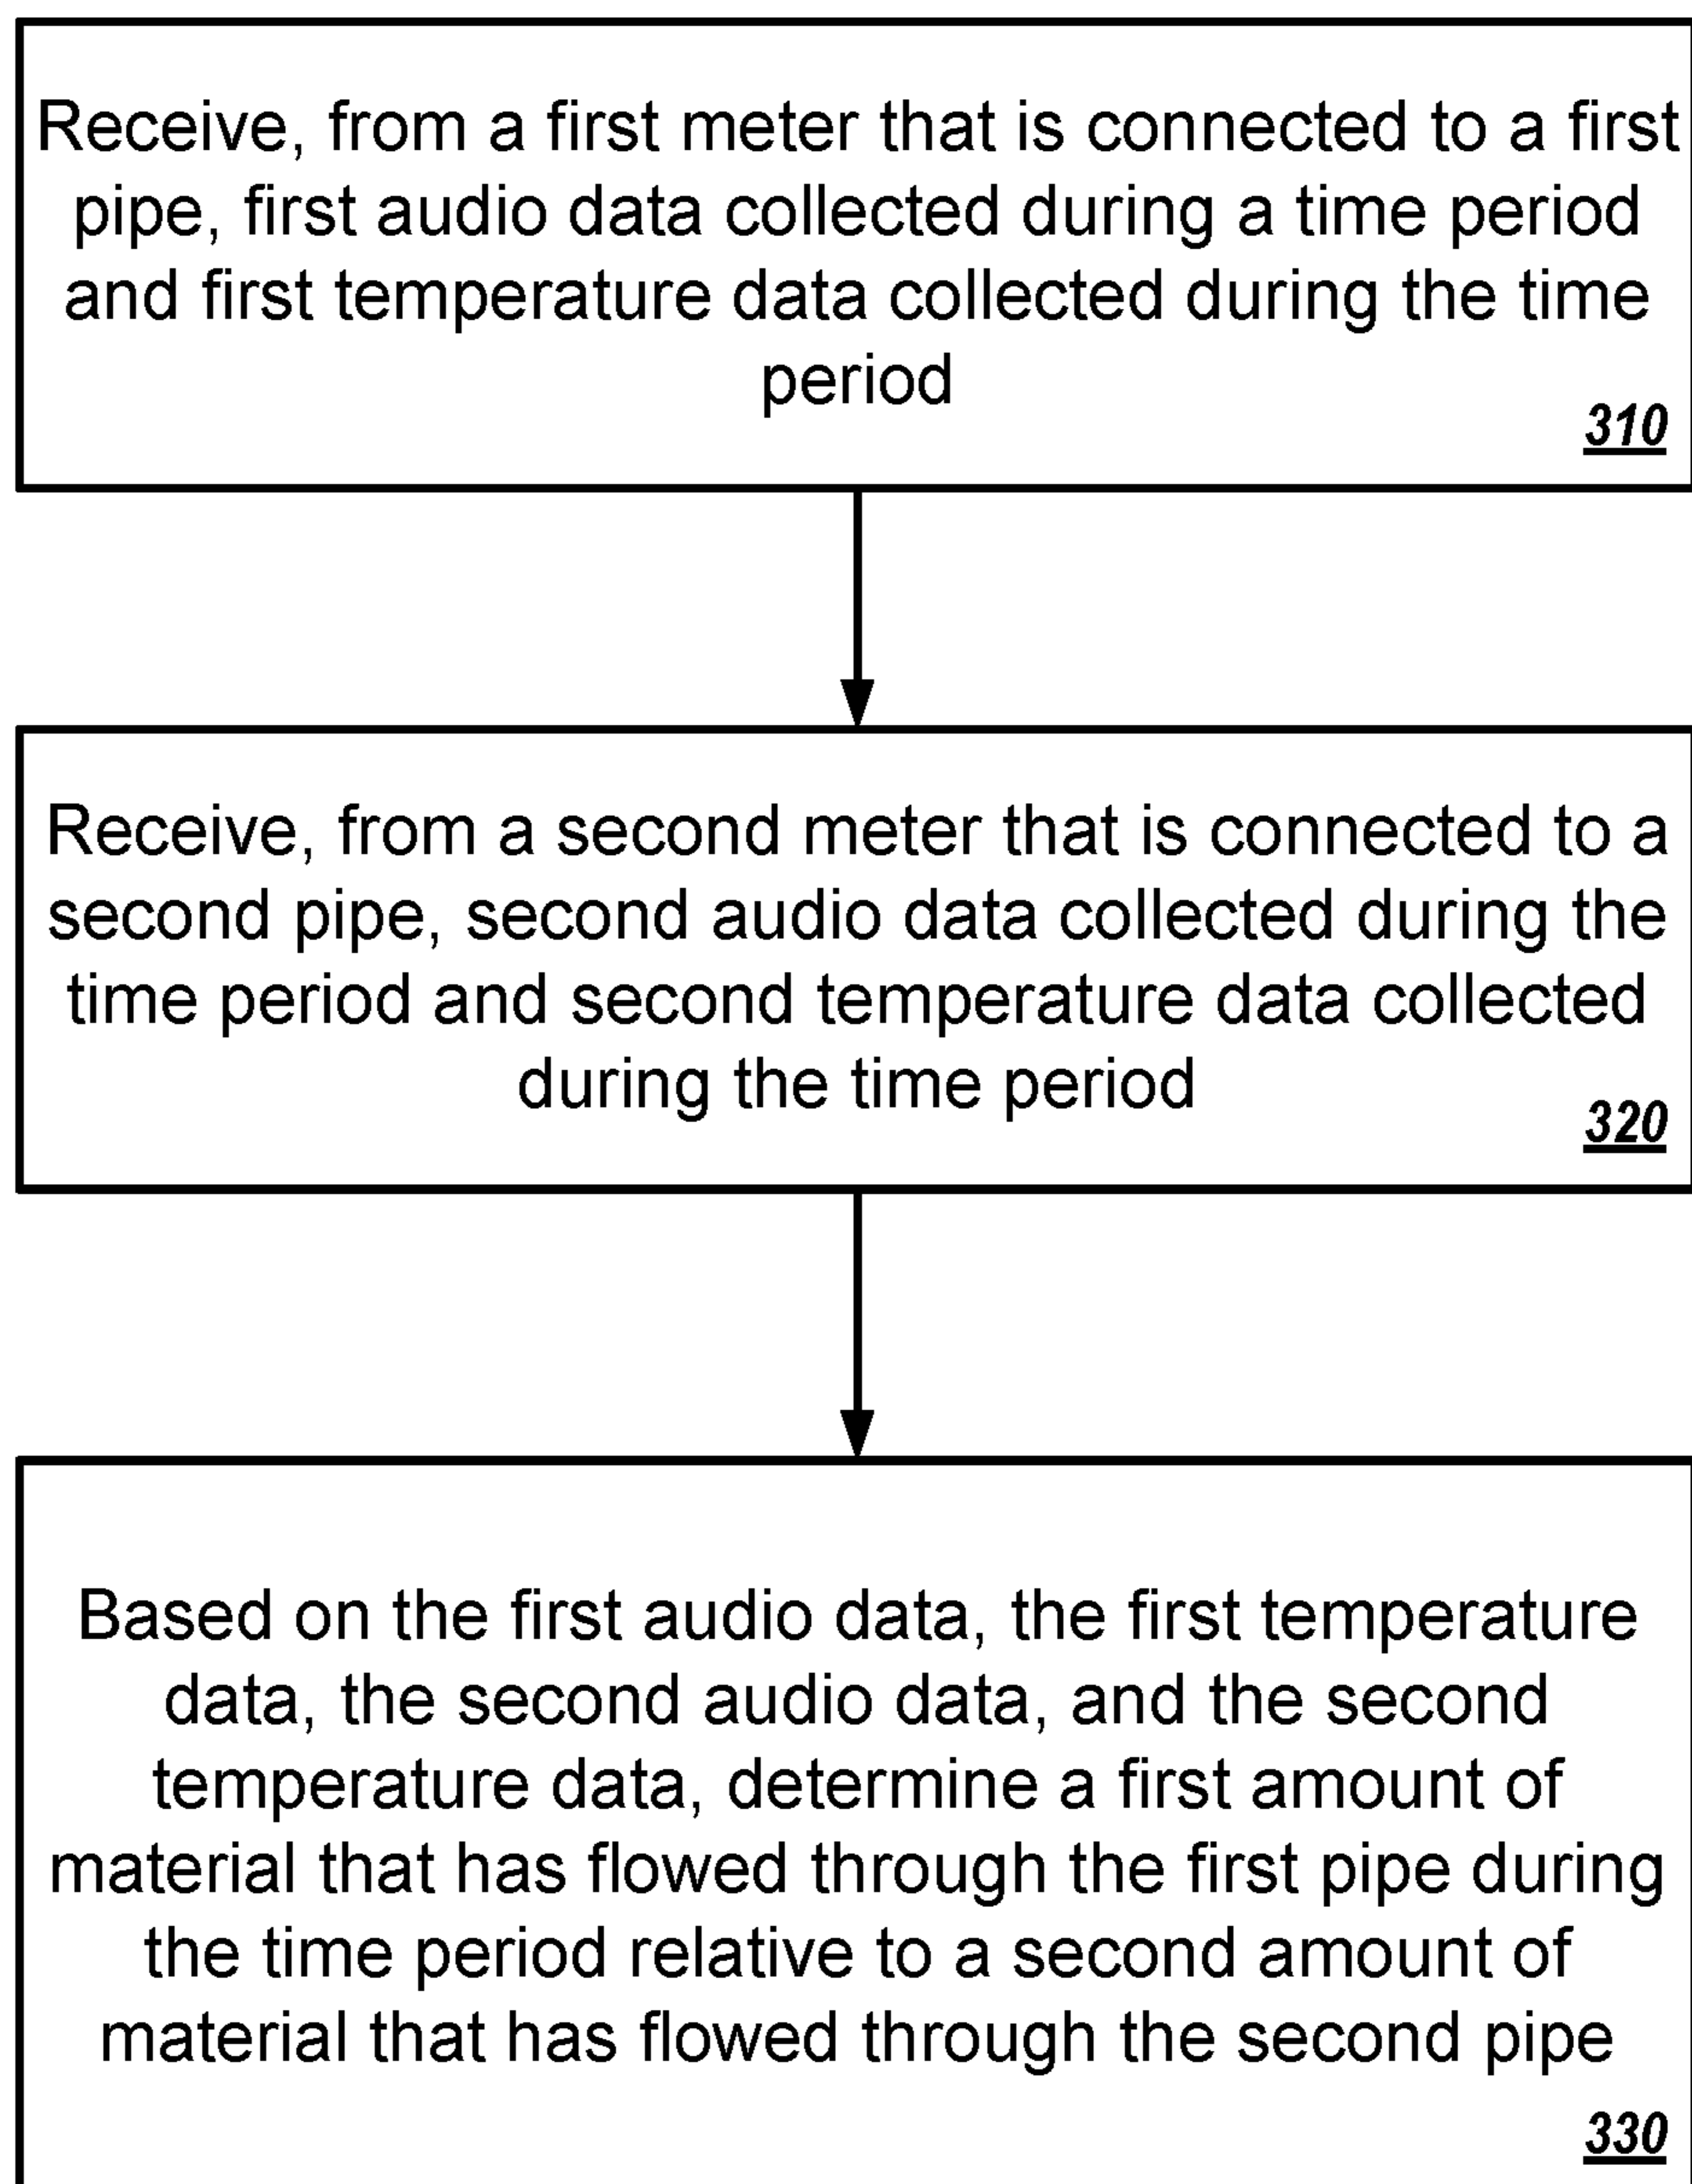 Receive, from a first meter that is connected to a first
pipe, first audio data collected during a time period
and first temperature data collected during the time
period
310
Receive, from a second meter that is connected to a
second pipe, second audio data collected during the
time period and second temperature data collected
during the time period
320
Based on the first audio data, the first temperature
data, the second audio data, and the second
temperature data, determine a first amount of
material that has flowed through the first pipe during
the time period relative to a second amount of
material that has flowed through the second pipe
330